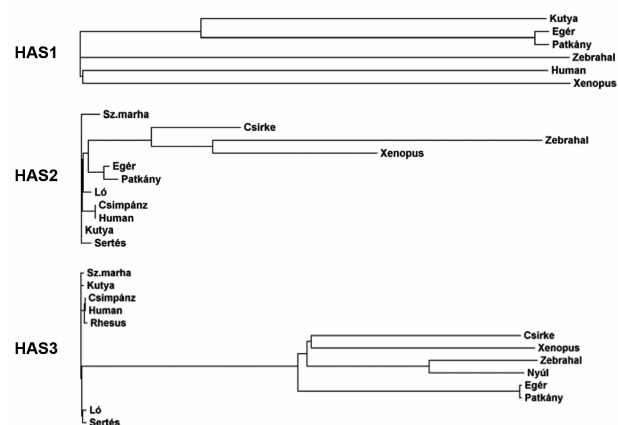 HAS1
Kutya
Egér
Patkány
Zebrahal
Human
Xenopus
HAS2
Sz.marha
Csirke
Zebrahal
Xenopus
Egér
Patkány
Ló
Csimpánz
Human
Kutya
Sertés
HAS3
Sz.marha
Kutya
Csimpánz
Human
Rhesus
Csirke
Xenopus
Zebrahal
Nyúl
Egér
Patkány
Ló
Sertés